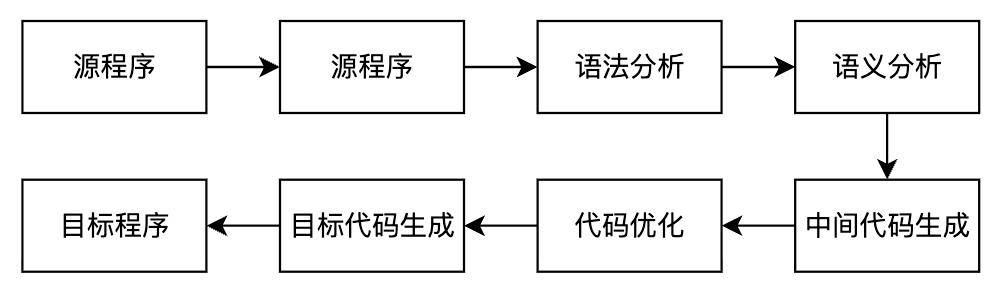 源程序
源程序
语法分析
语义分析
中间代码生成
代码优化
目标代码生成
目标程序